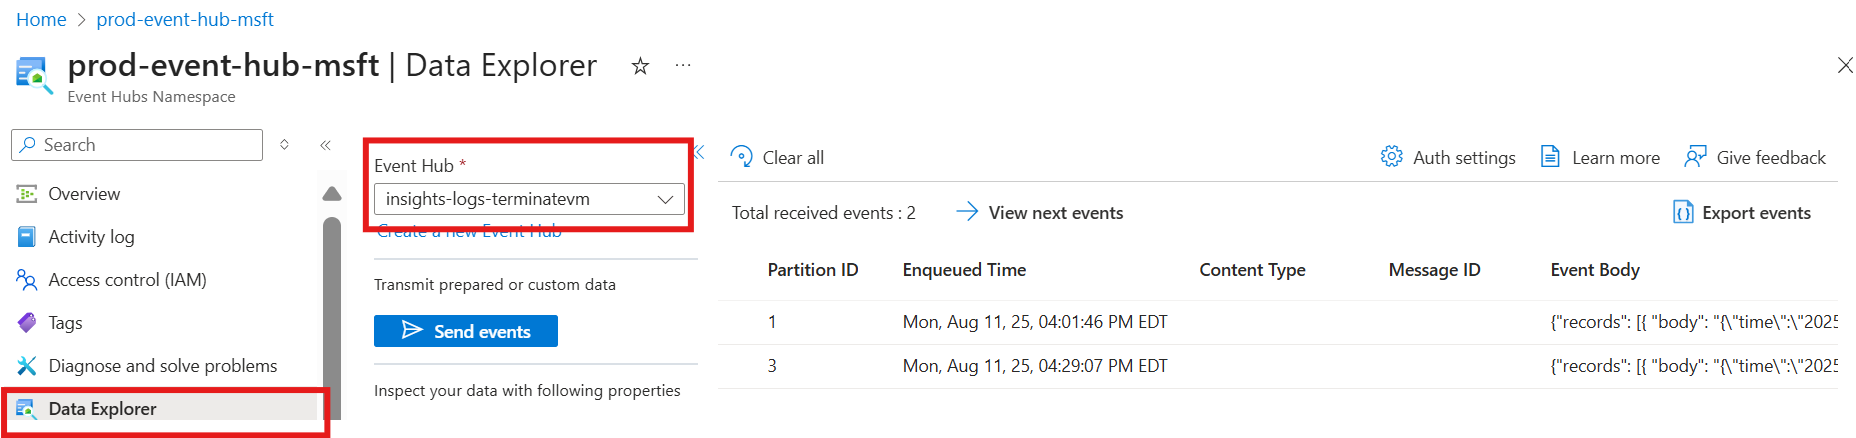 Home > prod-event-hub-msft
prod-event-hub-msft | Data Explorer
Event Hubs Namespace
Search
Overview
Activity log
Access control (IAM)
Tags
Diagnose and solve problems
Data Explorer
Event Hub *
insights-logs-terminatevm
Create a new Event Hub
Transmit prepared or custom data
Send events
Inspect your data with following properties
Clear all
Auth settings
Learn more
Give feedback
Total received events : 2
View next events
Export events
Partition ID Enqueued Time Content Type Message ID Event Body
1 Mon, Aug 11, 25, 04:01:46 PM EDT {"records": [{ "body": "{\"time\":\"2025
3 Mon, Aug 11, 25, 04:29:07 PM EDT {"records": [{ "body": "{\"time\":\"2025